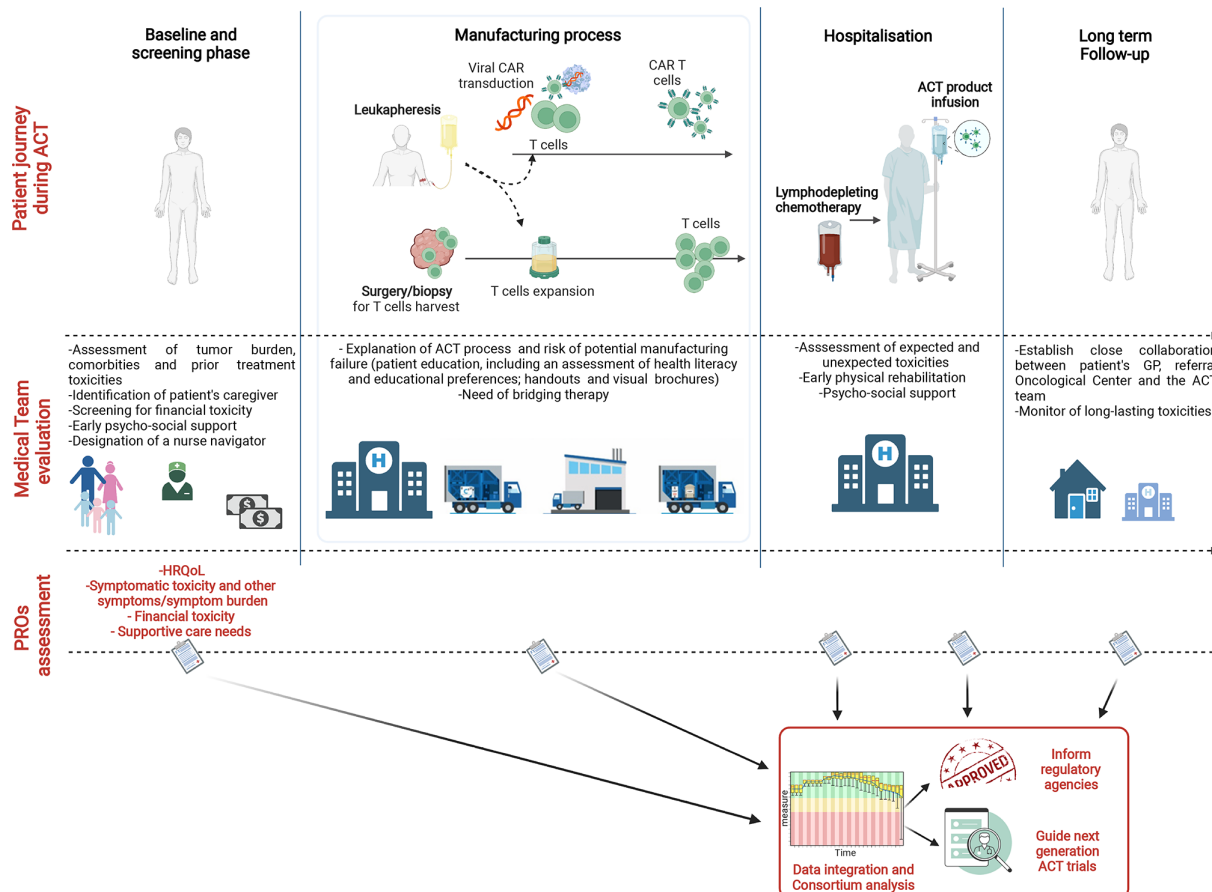 Baseline and
screening phase
Manufacturing process
Hospitalisation
Long term
Follow-up
Patient journey
during ACT
Viral CAR
transduction
CAR T
cells
Leukapheresis
T cells
T cells
Surgery/biopsy
for T cells harvest
T cells expansion
ACT product
infusion
Lymphodepleting
chemotherapy
Medical Team
evaluation
-Assessment of tumor burden,
comorbities and prior treatment
toxicities
-Identification of patient's caregiver
-Screening for financial toxicity
-Early psycho-social support
-Designation of a nurse navigator
- Explanation of ACT process and risk of potential manufacturing
failure (patient education, including an assessment of health literacy
and educational preferences; handouts and visual brochures)
-Need of bridging therapy
-Asssessment of expected and
unexpected toxicities
-Early physical rehabilitation
-Psycho-social support
-Establish close collaboration
between patient's GP, referral
Oncological Center and the ACT
team
-Monitor of long-lasting toxicities
H
H
H
PROs
assessment
-HRQoL
-Symptomatic toxicity and other
symptoms/symptom burden
- Financial toxicity
- Supportive care needs
measure
Time
Data integration and
Consortium analysis
APPROVED
Inform
regulatory
agencies
Guide next
generation
ACT trials